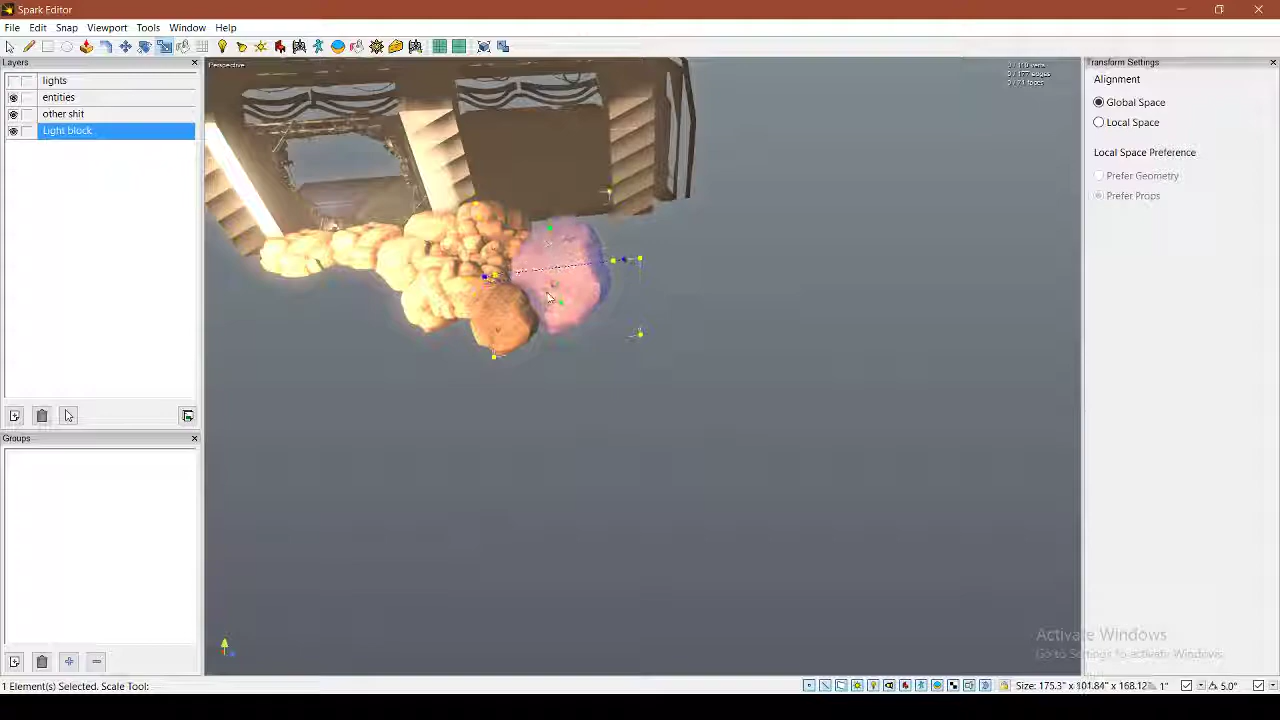 Spark Editor
File Edit Snap Viewport Tools Window Help
Layers
lights
entities
other shit
Light block
Groups
Perspective
Transform Settings
Alignment
Global Space
Local Space
Local Space Preference
Prefer Geometry
Prefer Props
Activate Windows
Go to Settings to activate Windows.
1 Element(s) Selected. Scale Tool:
Size: 175.3" x 101.84" x 168.12"
1"
5.0°